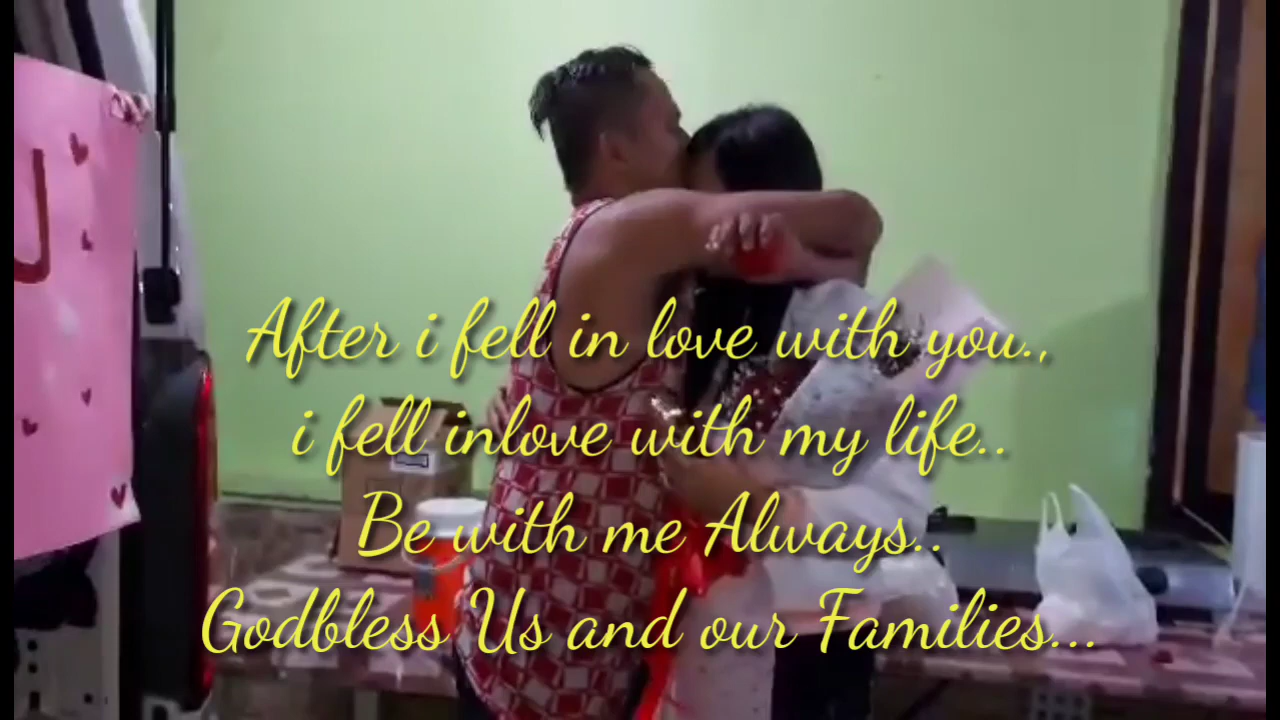 U
After i fell in love with you.,
i fell inlove with my life..
Be with me Always..
Godbless Us and our Families...